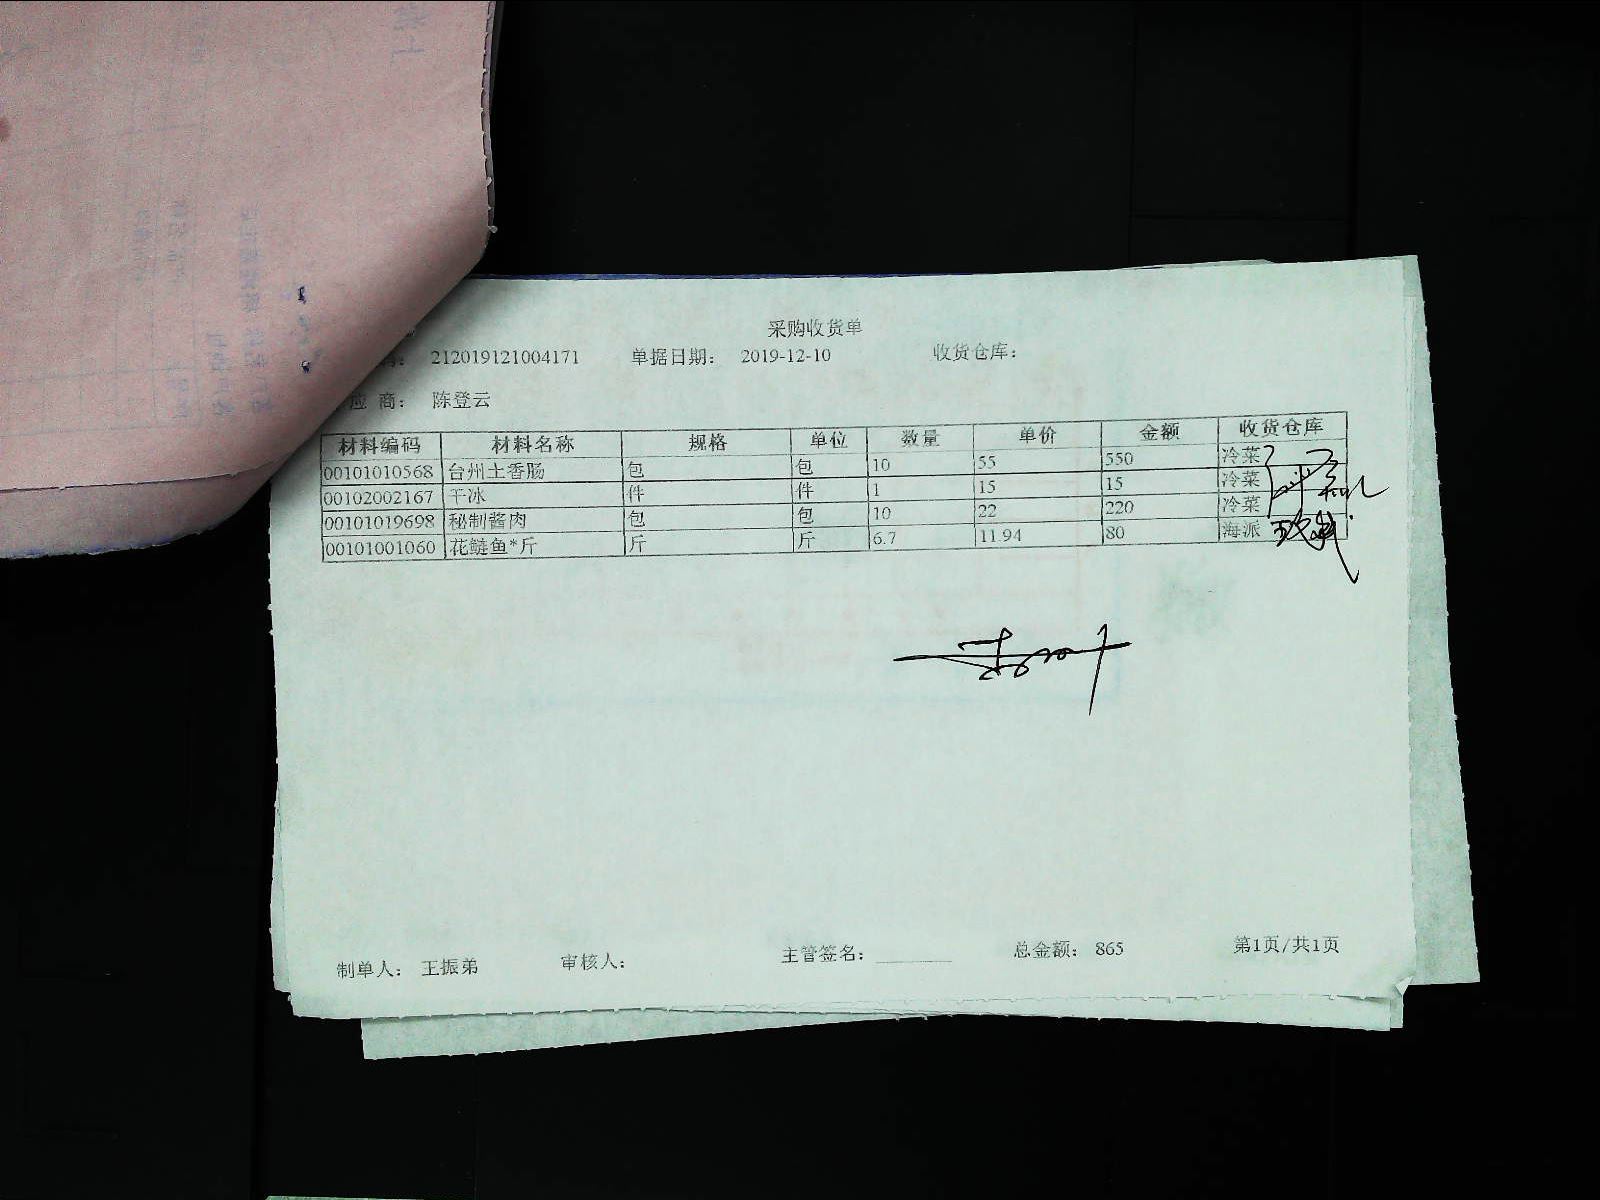 采购收货单
码： 212019121004171 单据日期： 2019-12-10 收货仓库：
应 商： 陈登云
材料编码 材料名称 规格 单位 数量 单价 金额 收货仓库
00101010568 台州土香肠 包 包 10 55 550 冷菜
00102002167 干冰 件 件 1 15 15 冷菜
00101019698 秘制酱肉 包 包 10 22 220 冷菜
00101001060 花鲢鱼*斤 斤 斤 6.7 11.94 80 海派
制单人： 王振弟 审核人： 主管签名： 总金额： 865 第1页/共1页